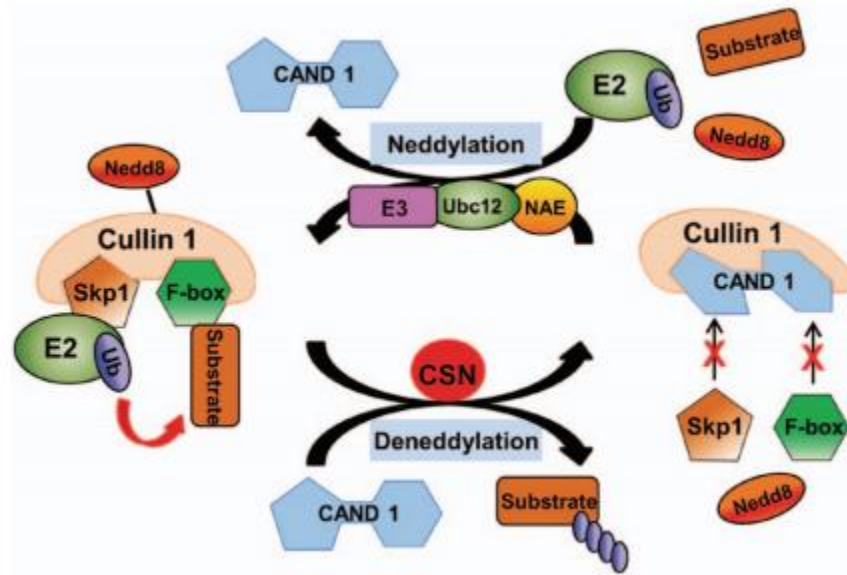 CAND 1
E2
Ub
Substrate
Nedd8
Neddylation
E3
Ubc12
NAE
Nedd8
Cullin 1
Skp1
F-box
E2
Ub
Substrate
Cullin 1
CAND 1
CSN
Deneddylation
CAND 1
Substrate
Skp1
F-box
Nedd8